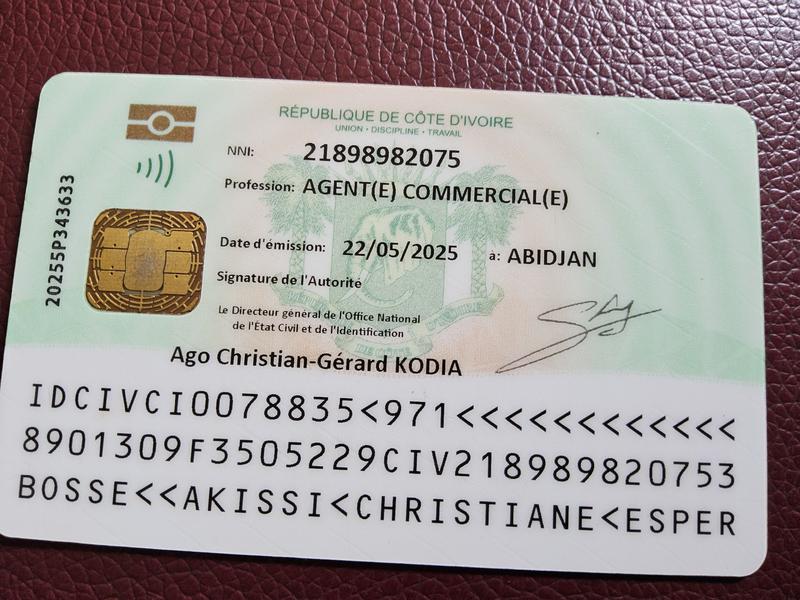 RÉPUBLIQUE DE CÔTE D'IVOIRE
UNION • DISCIPLINE • TRAVAIL
NNI: 21898982075
Profession: AGENT(E) COMMERCIAL(E)
Date d'émission: 22/05/2025 à: ABIDJAN
Signature de l'Autorité
Le Directeur général de l'Office National
de l'État Civil et de l'Identification
Ago Christian-Gérard KODIA
20255P343633
IDCIVCI0078835<971<<<<<<<<<<<<
8901309F3505229CIV218989820753
BOSSE<<AKISSI<CHRISTIANE<ESPER